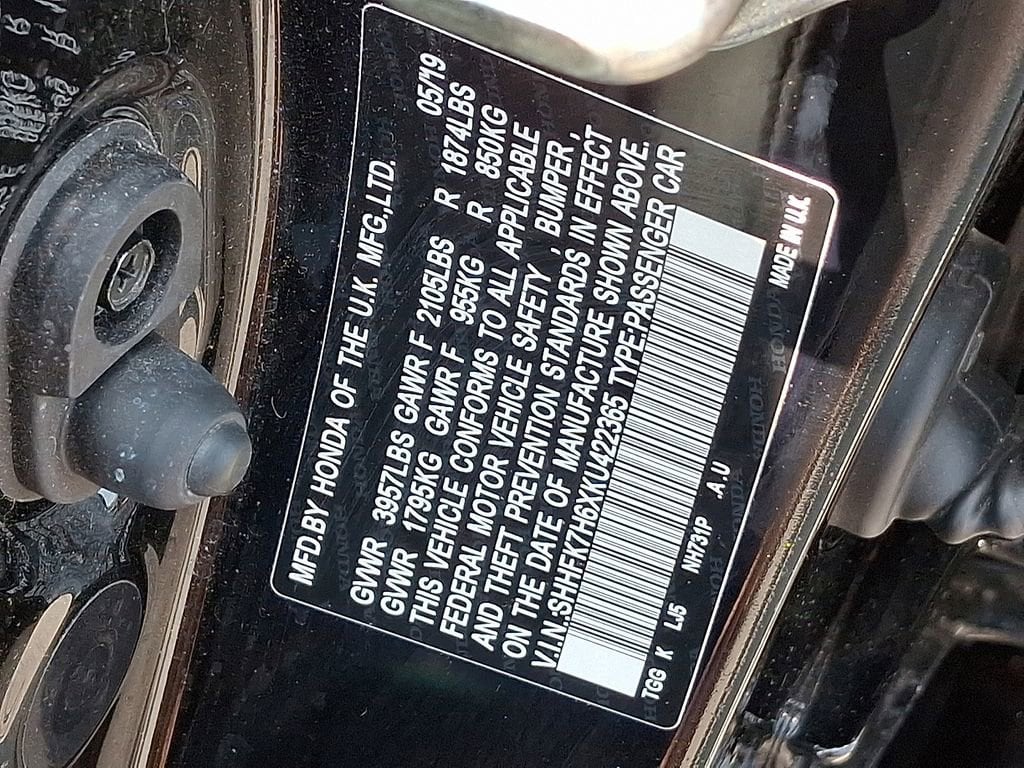 MFD.BY HONDA OF THE U.K. MFG.,LTD. 05/19
GVWR 3957LBS GAWR F 2105LBS R 1874LBS
GVWR 1795KG GAWR F 955KG R 850KG
THIS VEHICLE CONFORMS TO ALL APPLICABLE
FEDERAL MOTOR VEHICLE SAFETY , BUMPER ,
AND THEFT PREVENTION STANDARDS IN EFFECT
ON THE DATE OF MANUFACTURE SHOWN ABOVE.
V.I.N.:SHHFK7H6XKU422365 TYPE:PASSENGER CAR
TGG K LJ5 NH731P .A.U MADE IN U.K.